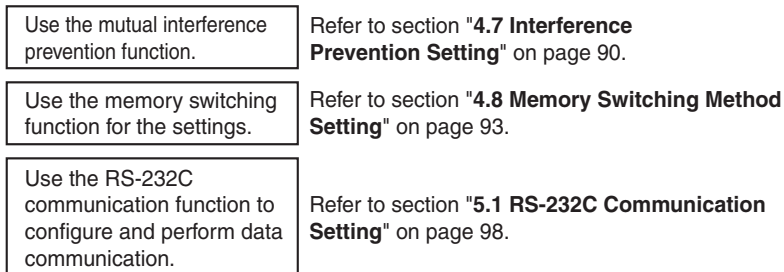 Use the mutual interference
prevention function.
Refer to section "4.7 Interference
Prevention Setting" on page 90.
Use the memory switching
function for the settings.
Refer to section "4.8 Memory Switching Method
Setting" on page 93.
Use the RS-232C
communication function to
configure and perform data
communication.
Refer to section "5.1 RS-232C Communication
Setting" on page 98.